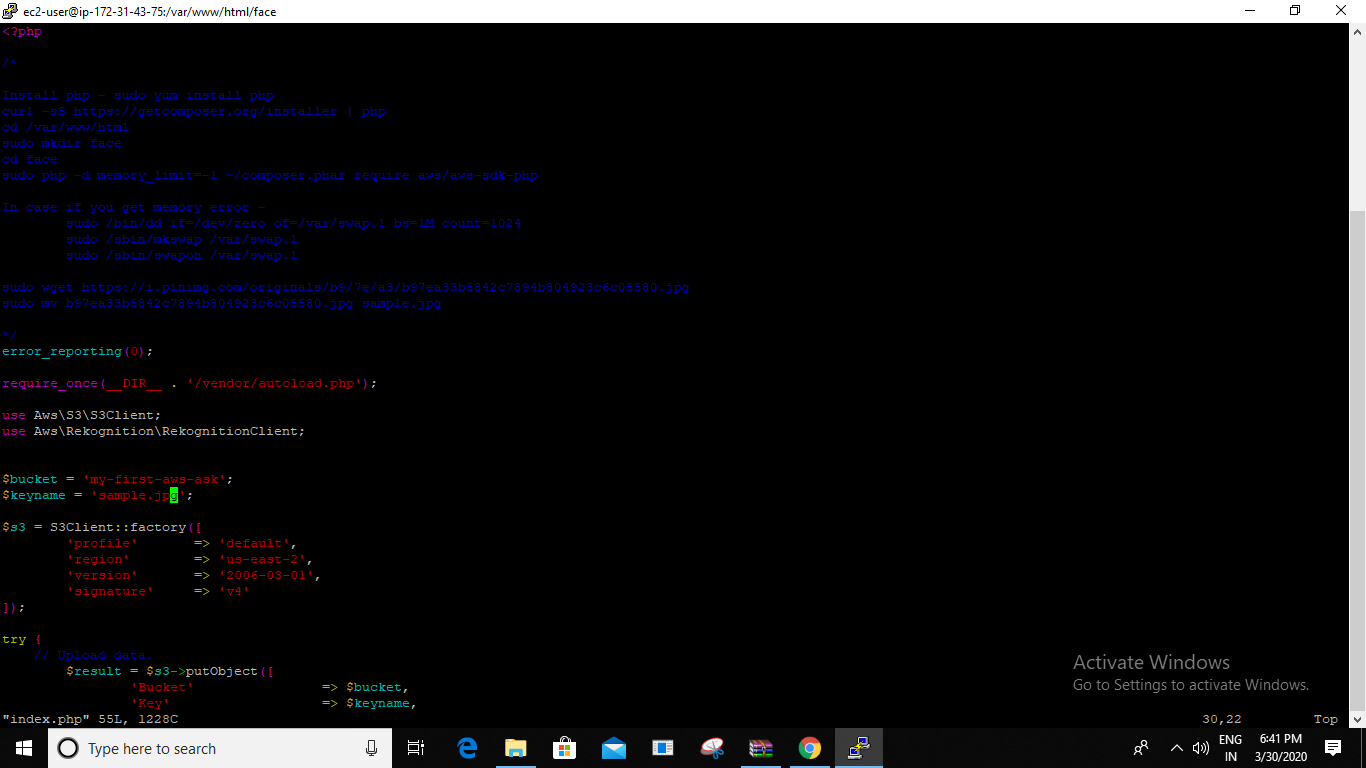 ec2-user@ip-172-31-43-75:/var/www/html/face
<?php
/*
Install php - sudo yum install php
curl -sS https://getcomposer.org/installer | php
cd /var/www/html
sudo mkdir face
cd face
sudo php -d memory_limit=-1 ~/composer.phar require aws/aws-sdk-php
In case if you get memory error -
sudo /bin/dd if=/dev/zero of=/var/swap.1 bs=1M count=1024
sudo /sbin/mkswap /var/swap.1
sudo /sbin/swapon /var/swap.1
sudo wget https://i.pinimg.com/originals/b9/7e/a3/b97ea33b5842c7894b804923c6c05580.jpg
sudo mv b97ea33b5842c7894b804923c6c05580.jpg sample.jpg
*/
error_reporting(0);
require_once(__DIR__ . '/vendor/autoload.php');
use Aws\S3\S3Client;
use Aws\Rekognition\RekognitionClient;
$bucket = 'my-first-aws-ask';
$keyname = 'sample.jpg';
$s3 = S3Client::factory([
'profile' => 'default',
'region' => 'us-east-2',
'version' => '2006-03-01',
'signature' => 'v4'
]);
try {
// Upload data.
$result = $s3->putObject([
'Bucket' => $bucket,
'Key' => $keyname,
"index.php" 55L, 1228C 30,22 Top
Activate Windows
Go to Settings to activate Windows.
Type here to search
ENG
IN
6:41 PM
3/30/2020